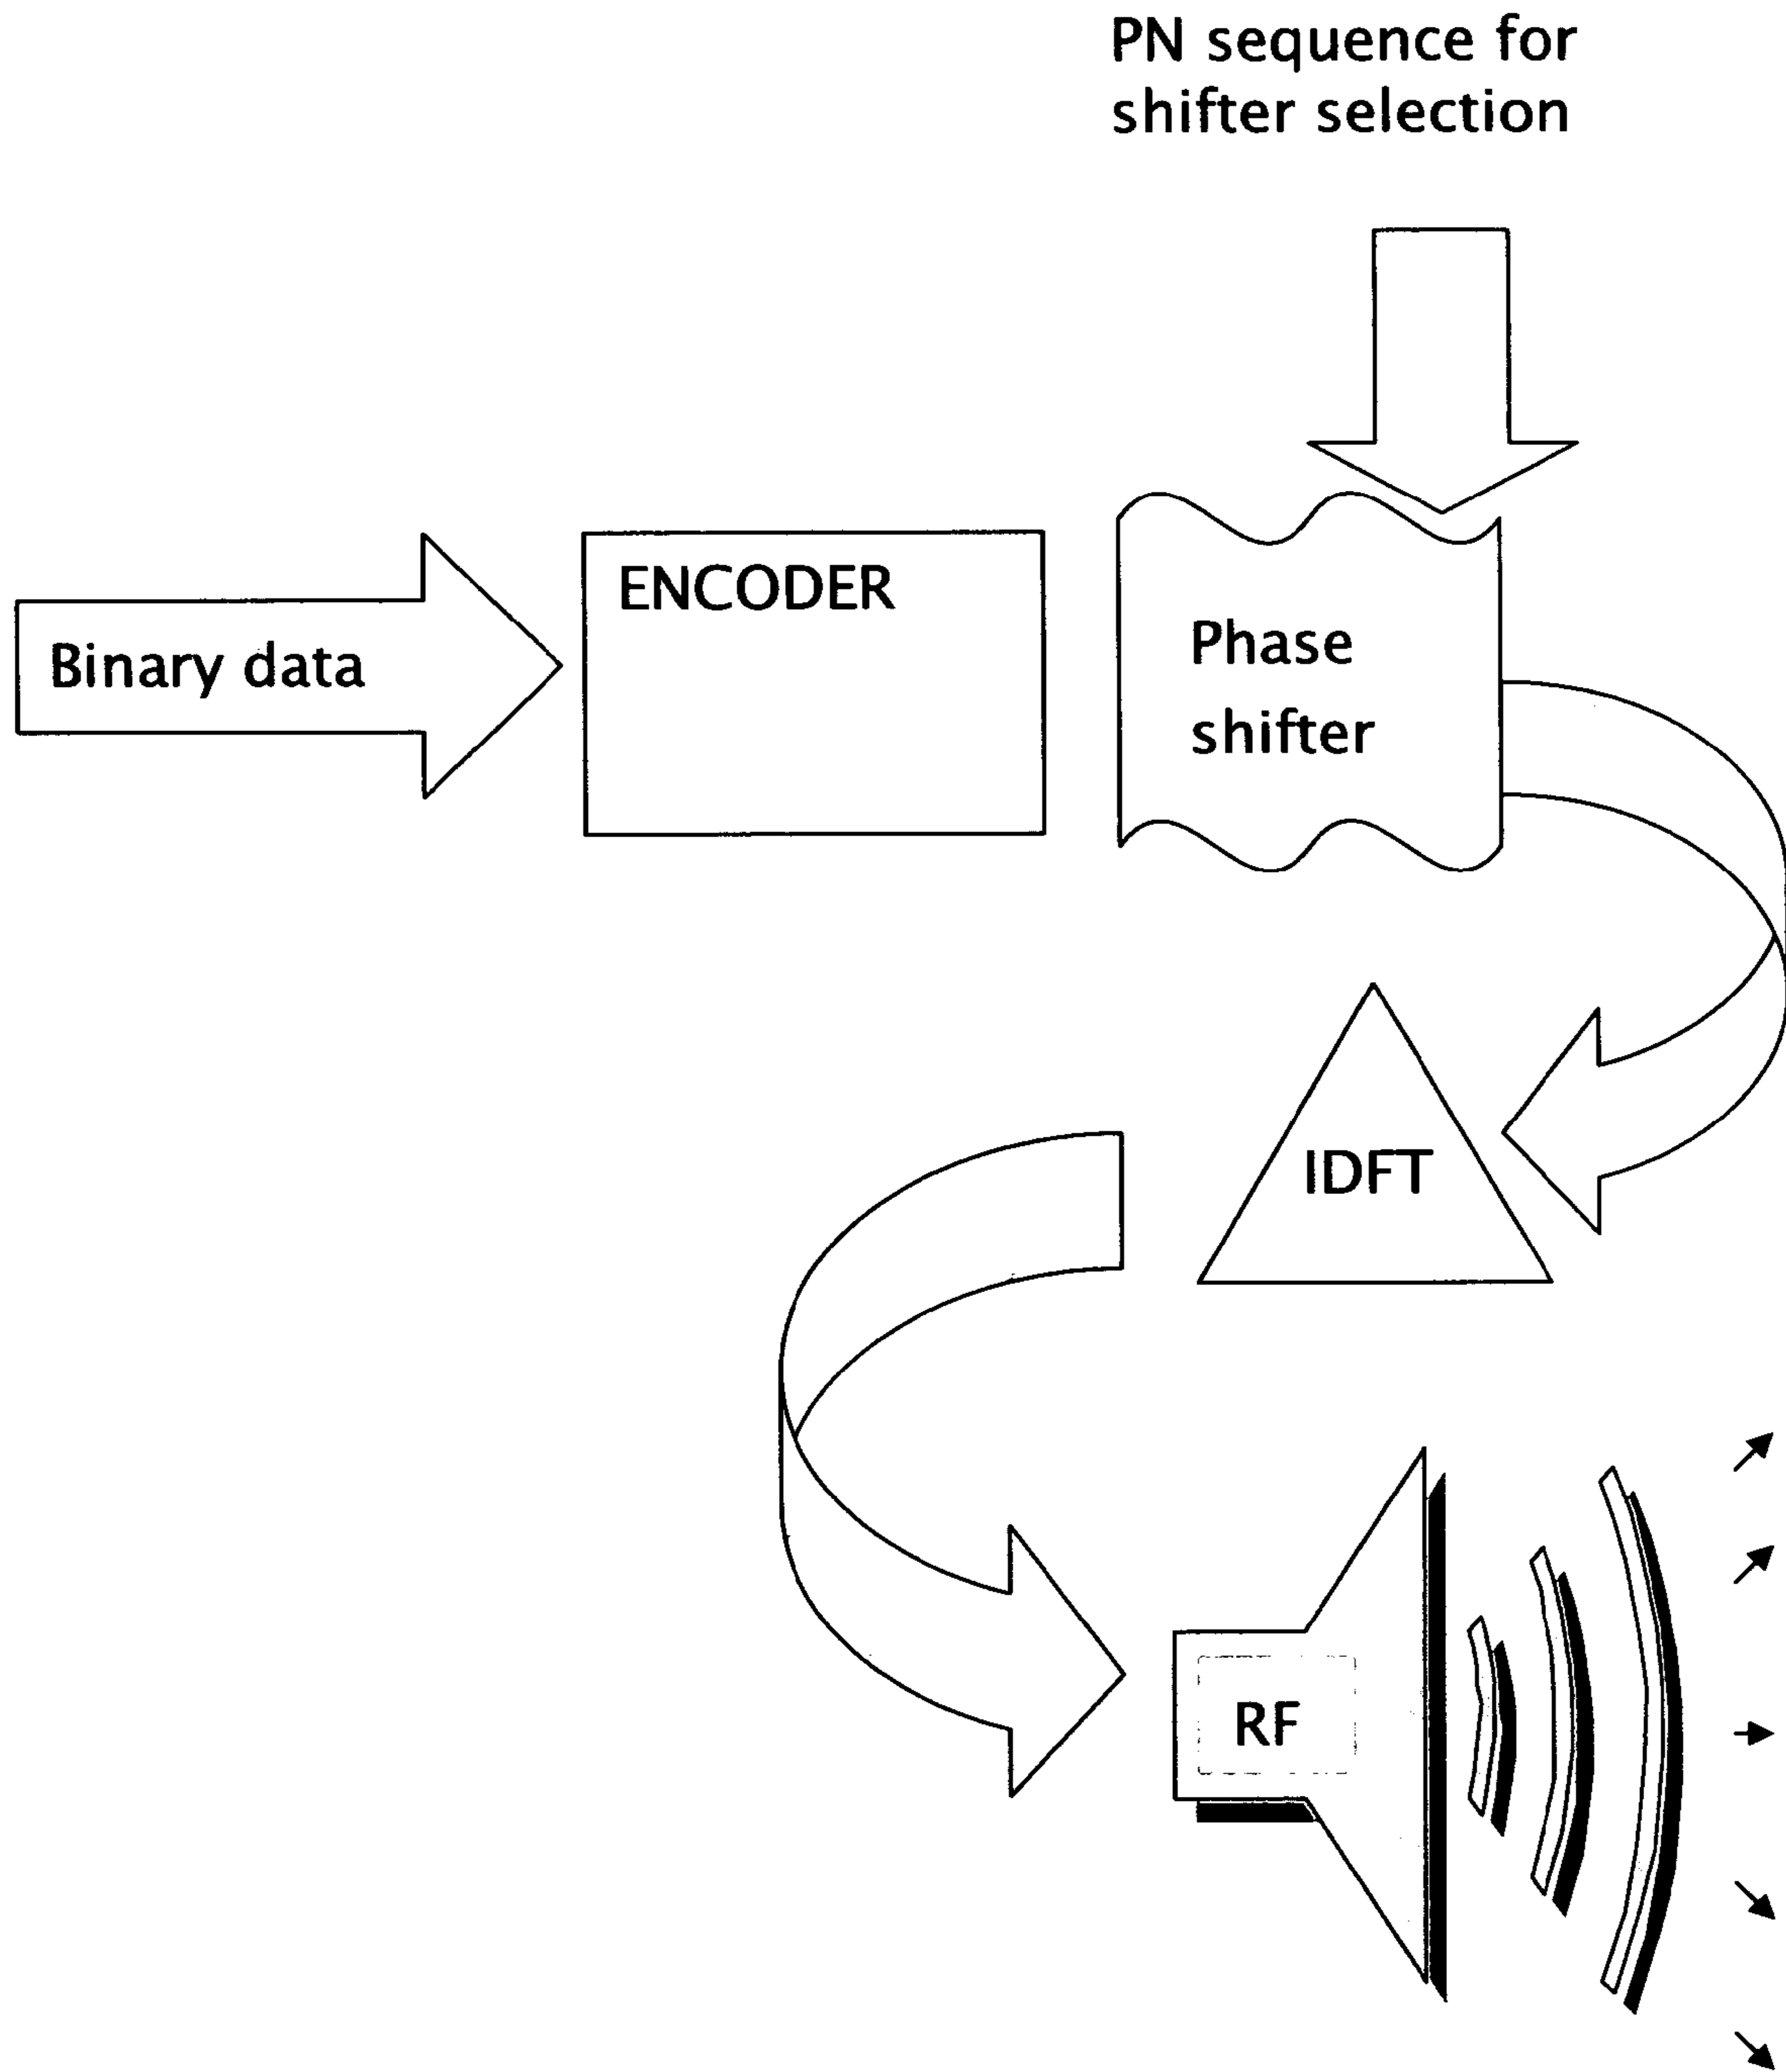 PN sequence for
shifter selection
Binary data
ENCODER
Phase
shifter
IDFT
RF